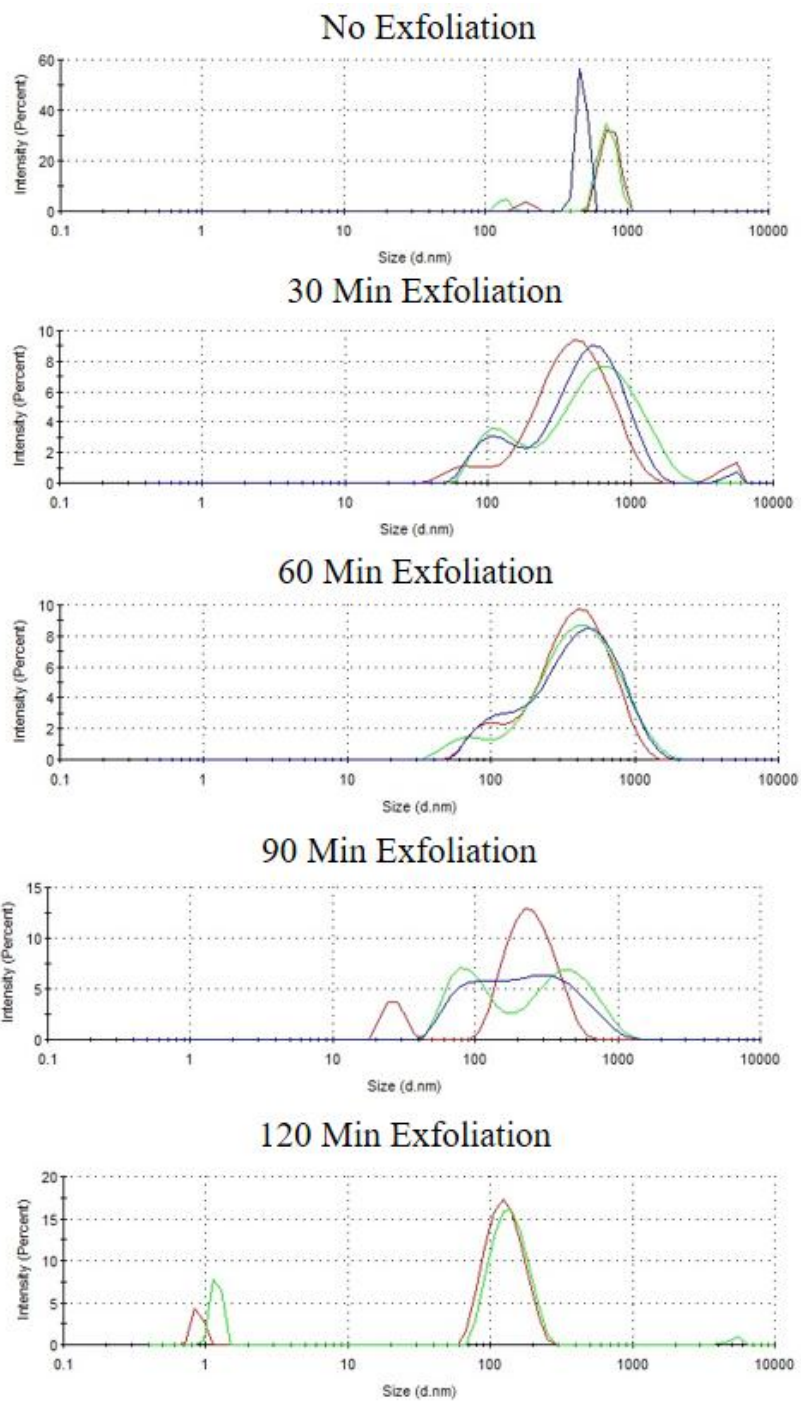 No Exfoliation
Intensity (Percent)
60
40
20
0
0.1 1 10 100 1000 10000
Size (d.nm)
30 Min Exfoliation
Intensity (Percent)
10
8
6
4
2
0
0.1 1 10 100 1000 10000
Size (d.nm)
60 Min Exfoliation
Intensity (Percent)
10
8
6
4
2
0
0.1 1 10 100 1000 10000
Size (d.nm)
90 Min Exfoliation
Intensity (Percent)
15
10
5
0
0.1 1 10 100 1000 10000
Size (d.nm)
120 Min Exfoliation
Intensity (Percent)
20
15
10
5
0
0.1 1 10 100 1000 10000
Size (d.nm)